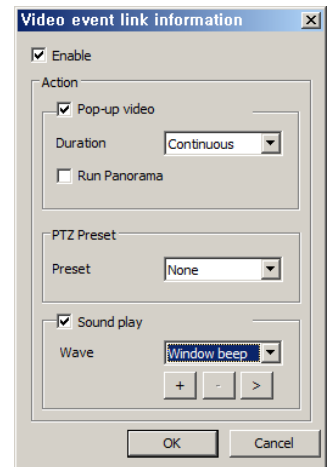 Video event link information
Enable
Action
Pop-up video
Duration Continuous
Run Panorama
PTZ Preset
Preset None
Sound play
Wave Window beep
+ - >
OK Cancel